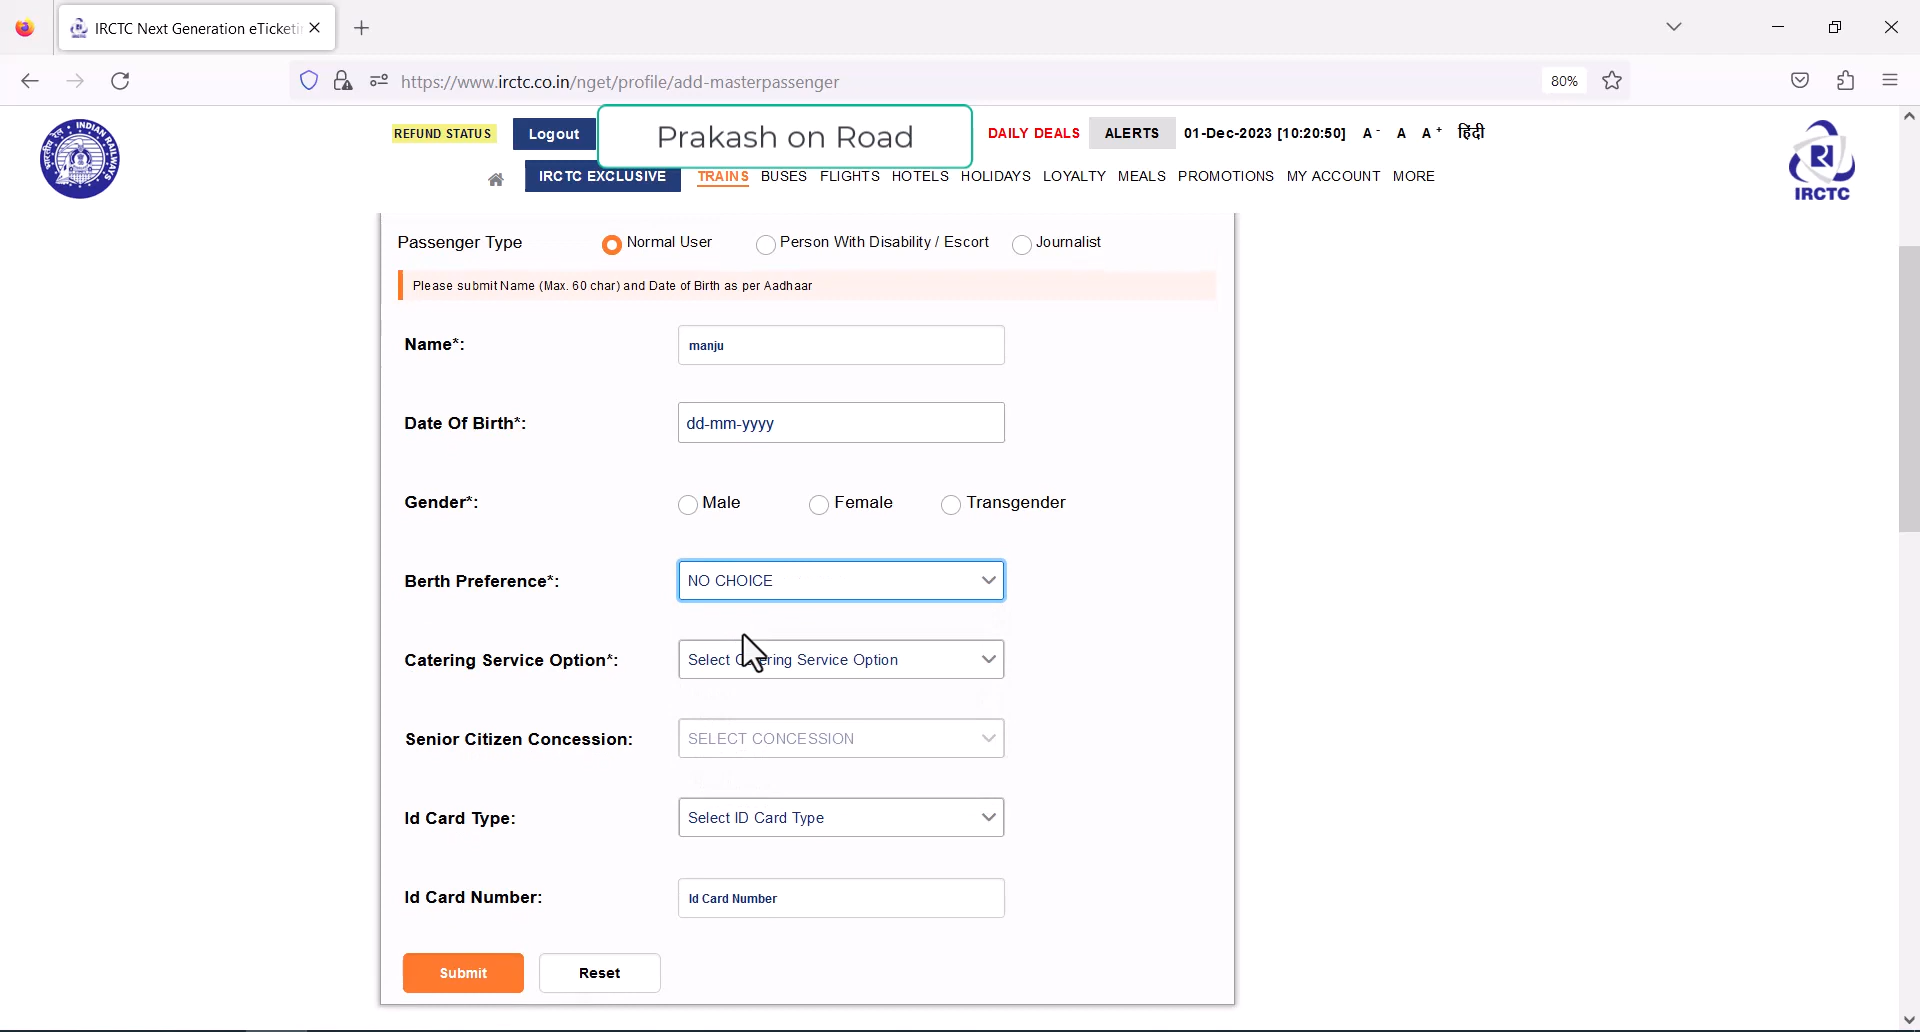 IRCTC Next Generation eTicketi
https://www.irctc.co.in/nget/profile/add-masterpassenger
80%
INDIAN RAILWAYS
भारतीय रेल
REFUND STATUS
Logout
Prakash on Road
DAILY DEALS
ALERTS
01-Dec-2023 [10:20:50]
A- A A+
हिंदी
IRCTC
IRCTC EXCLUSIVE
TRAINS BUSES FLIGHTS HOTELS HOLIDAYS LOYALTY MEALS PROMOTIONS MY ACCOUNT MORE
Passenger Type Normal User Person With Disability / Escort Journalist
Please submit Name (Max. 60 char) and Date of Birth as per Aadhaar
Name*: manju
Date Of Birth*: dd-mm-yyyy
Gender*: Male Female Transgender
Berth Preference*: NO CHOICE
Catering Service Option*: Select Catering Service Option
Senior Citizen Concession: SELECT CONCESSION
Id Card Type: Select ID Card Type
Id Card Number: Id Card Number
Submit Reset